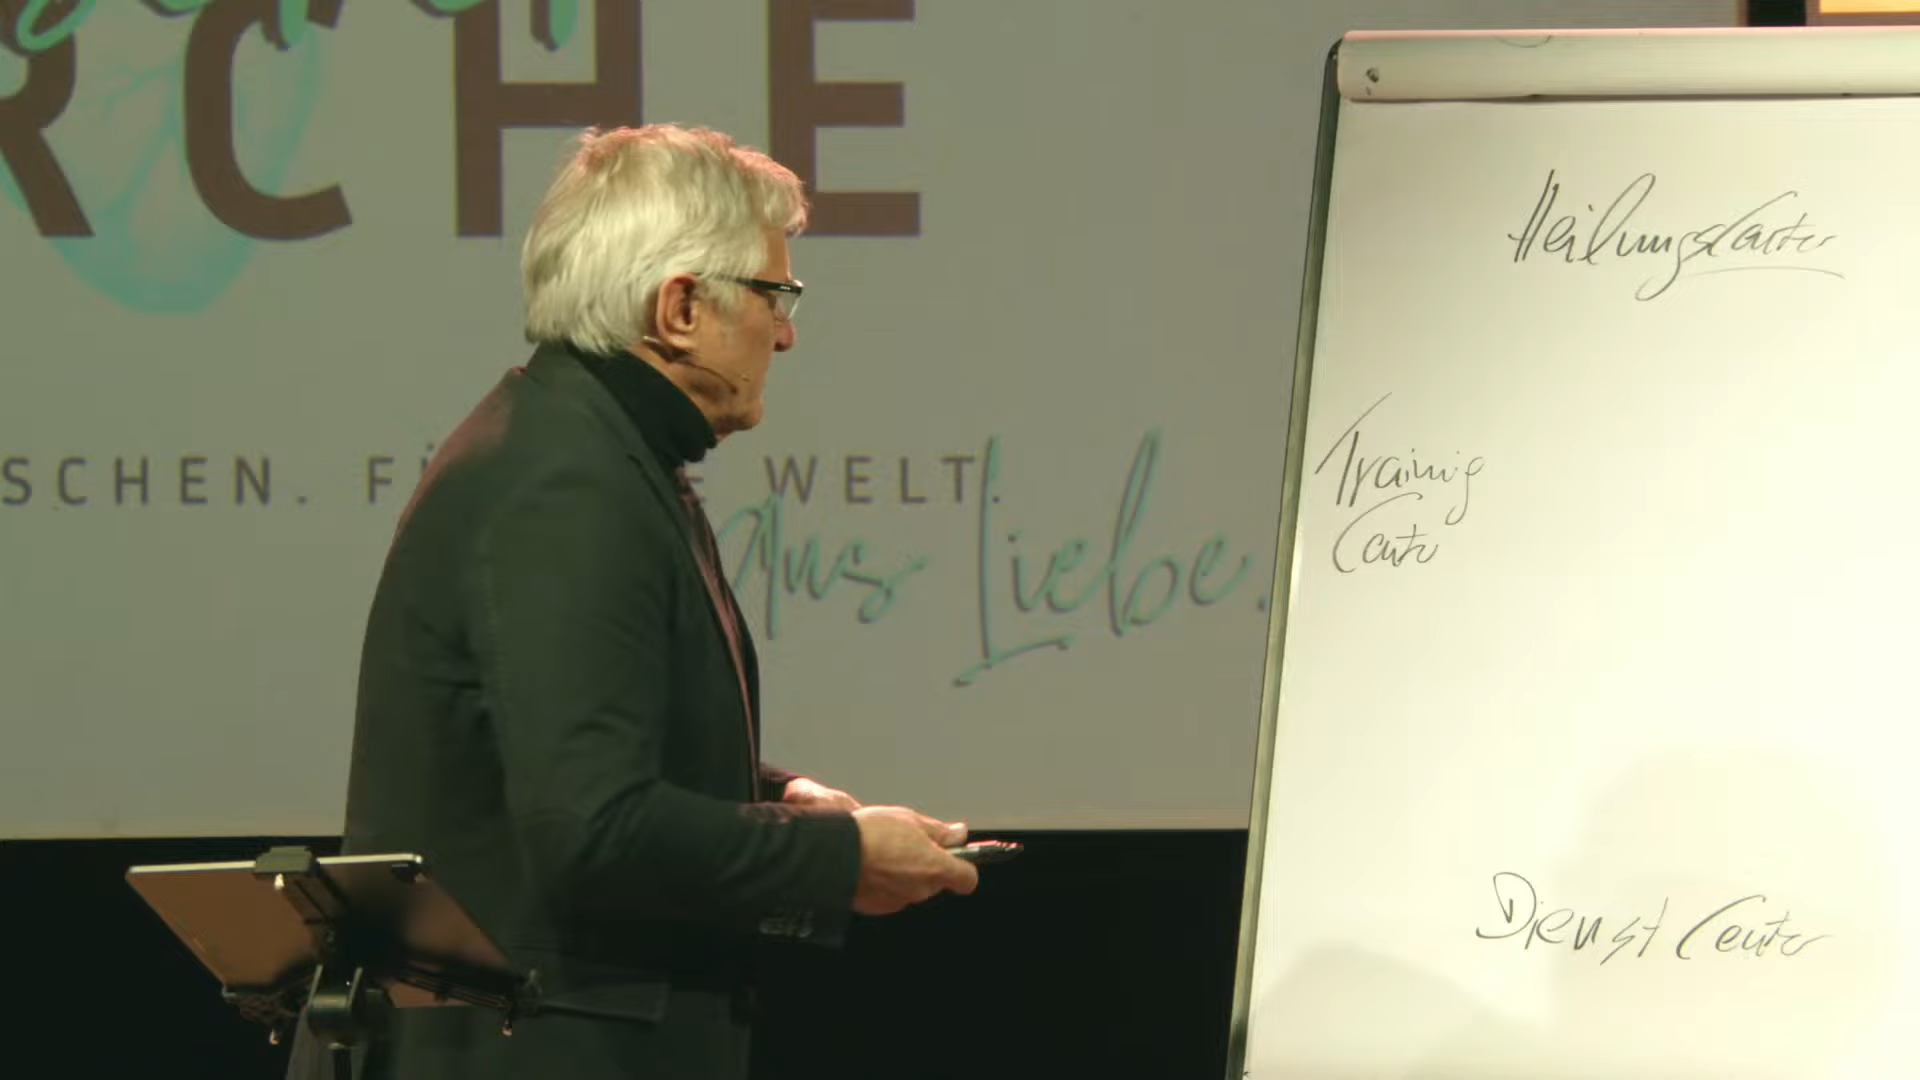 RCHE
SCHEN. F E WELT.
Aus Liebe.
HeilungsCenter
Training
Center
Dienst Center